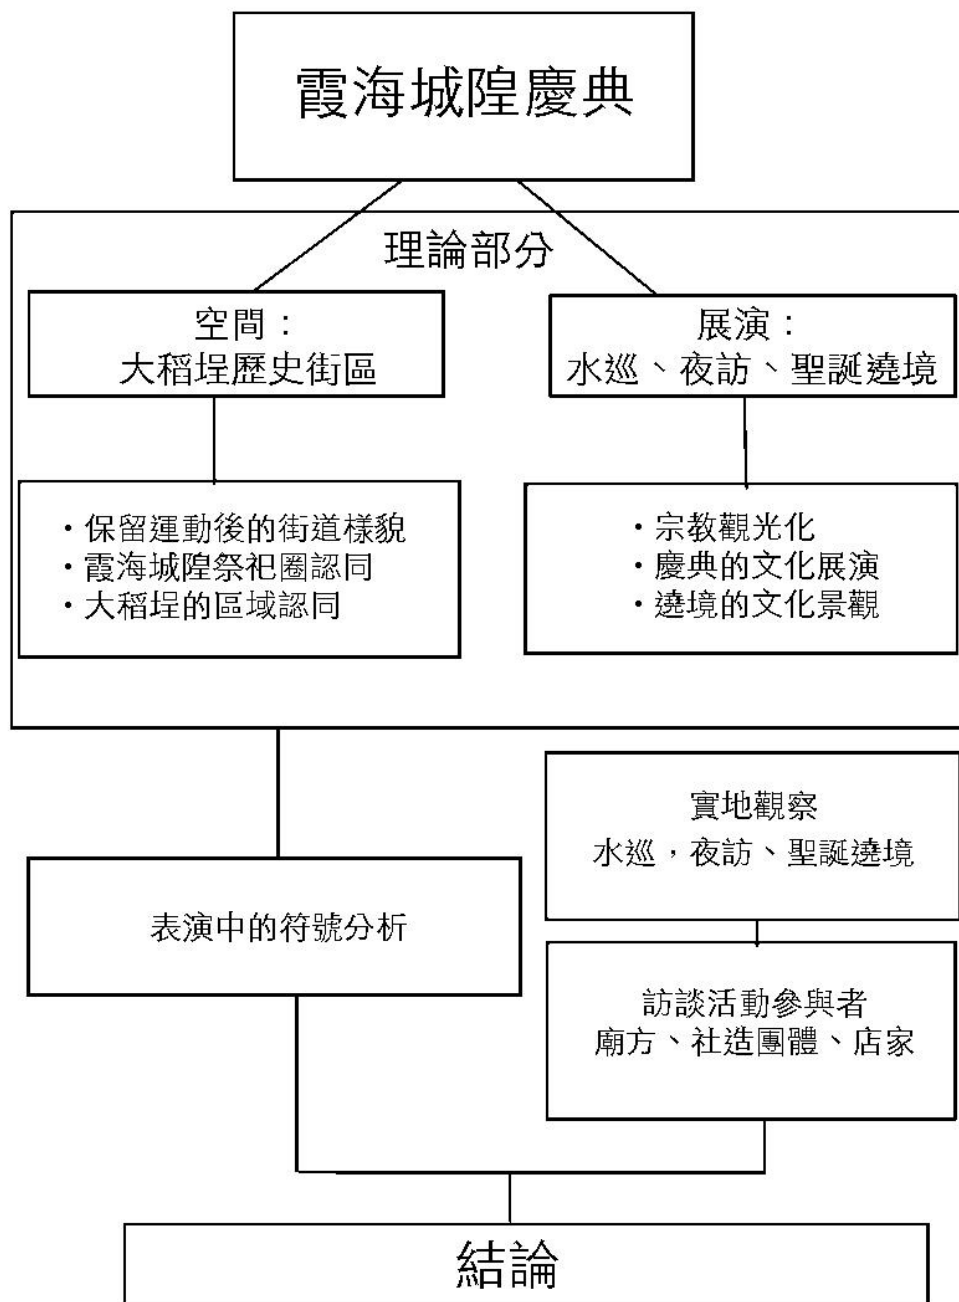 霞海城隍慶典
理論部分
空間：
大稻埕歷史街區
展演：
水巡、夜訪、聖誕遶境
・保留運動後的街道樣貌
・霞海城隍祭祀圈認同
・大稻埕的區域認同
・宗教觀光化
・慶典的文化展演
・遶境的文化景觀
表演中的符號分析
實地觀察
水巡，夜訪、聖誕遶境
訪談活動參與者
廟方、社造團體、店家
結論